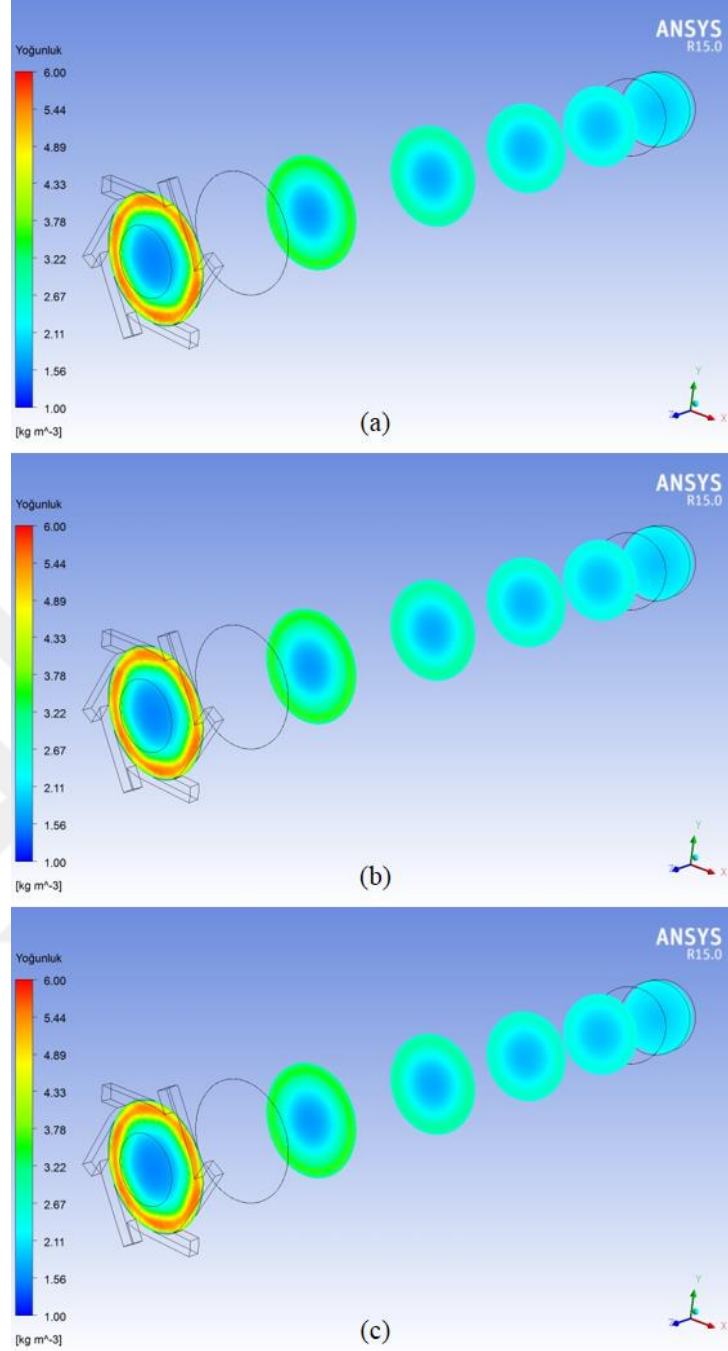 ANSYS
R15.0
Yoğunluk
6.00
5.44
4.89
4.33
3.78
3.22
2.67
2.11
1.56
1.00
[kg m^-3]
Y
Z
X
(a)
ANSYS
R15.0
Yoğunluk
6.00
5.44
4.89
4.33
3.78
3.22
2.67
2.11
1.56
1.00
[kg m^-3]
Y
Z
X
(b)
ANSYS
R15.0
Yoğunluk
6.00
5.44
4.89
4.33
3.78
3.22
2.67
2.11
1.56
1.00
[kg m^-3]
Y
Z
X
(c)